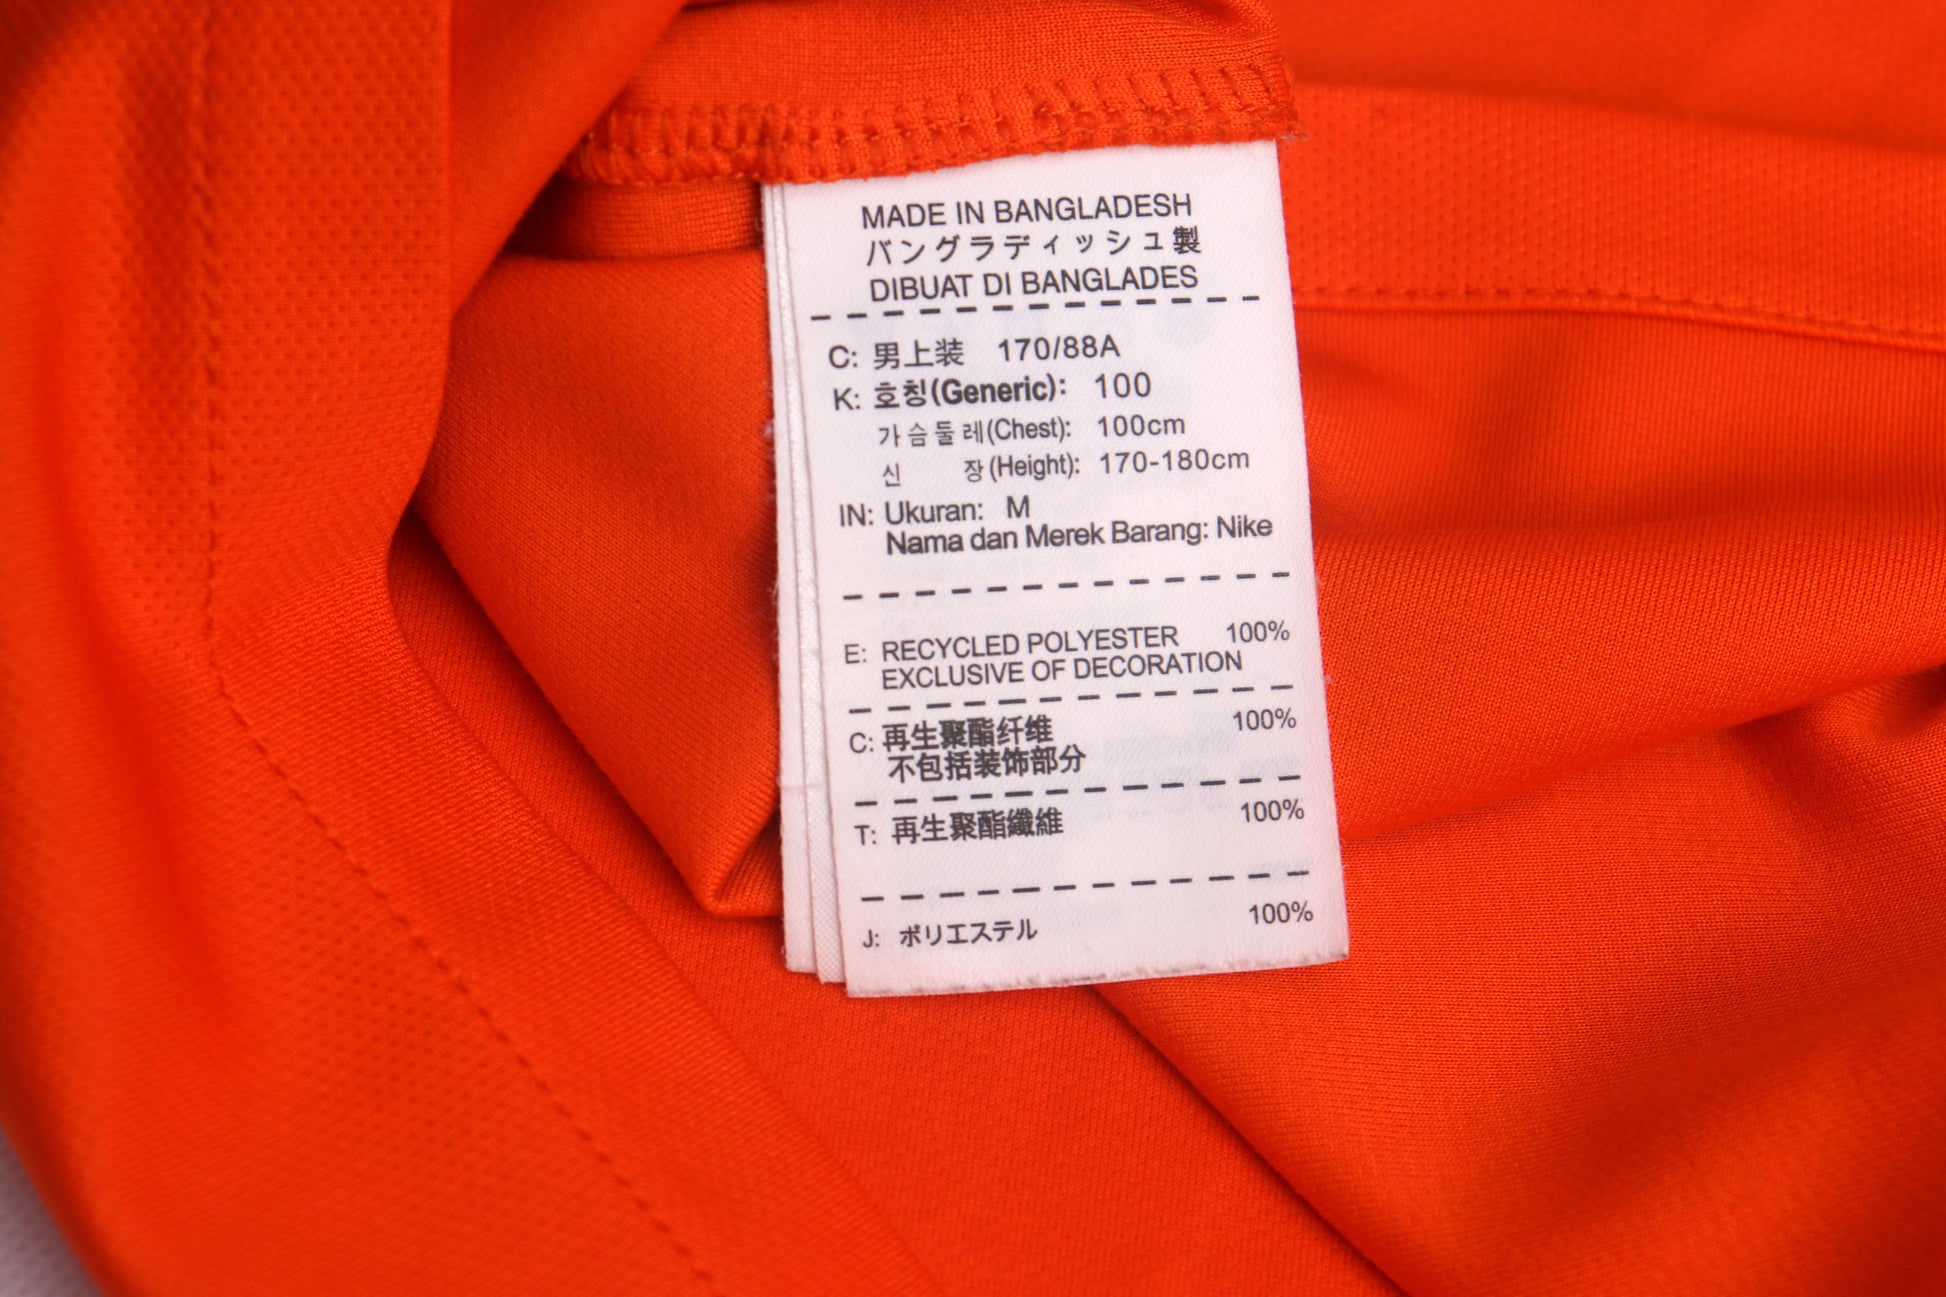 MADE IN BANGLADESH
バングラディッシュ製
DIBUAT DI BANGLADES
C: 男上装 170/88A
K: 호칭(Generic): 100
가슴둘레(Chest): 100cm
신 장(Height): 170-180cm
IN: Ukuran: M
Nama dan Merek Barang: Nike
E: RECYCLED POLYESTER 100%
EXCLUSIVE OF DECORATION
C: 再生聚酯纤维 100%
不包括装饰部分
T: 再生聚酯纖維 100%
J: ポリエステル 100%